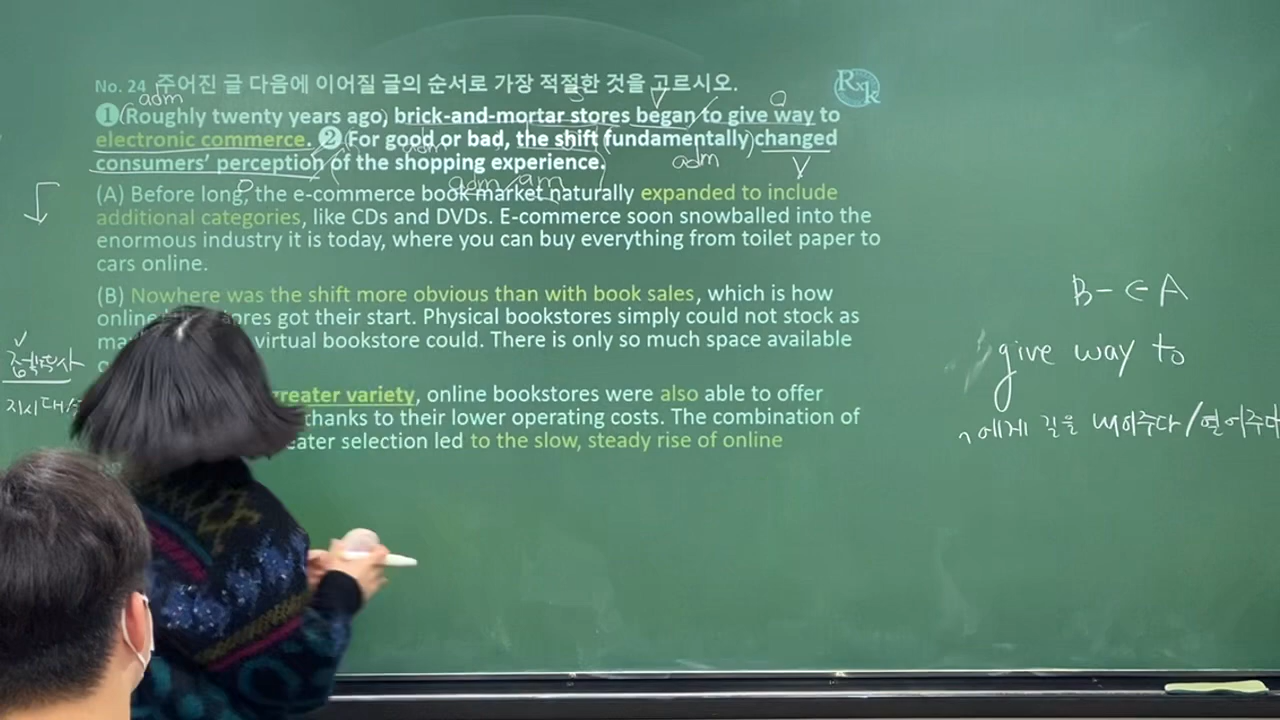 No. 24 주어진 글 다음에 이어질 글의 순서로 가장 적절한 것을 고르시오.
RxK
adm s v o
❶(Roughly twenty years ago) brick-and-mortar stores began to give way to
electronic commerce. ❷(For good or bad, the shift fundamentally) changed
adm s adm v
consumers' perception of the shopping experience.
o adm
(A) Before long, the e-commerce book market naturally expanded to include
additional categories, like CDs and DVDs. E-commerce soon snowballed into the
enormous industry it is today, where you can buy everything from toilet paper to
cars online.
(B) Nowhere was the shift more obvious than with book sales, which is how
online ores got their start. Physical bookstores simply could not stock as
virtual bookstore could. There is only so much space available
greater variety, online bookstores were also able to offer
thanks to their lower operating costs. The combination of
eater selection led to the slow, steady rise of online
B - C A
give way to
~에게 길을 내어주다/열어주다
지시대